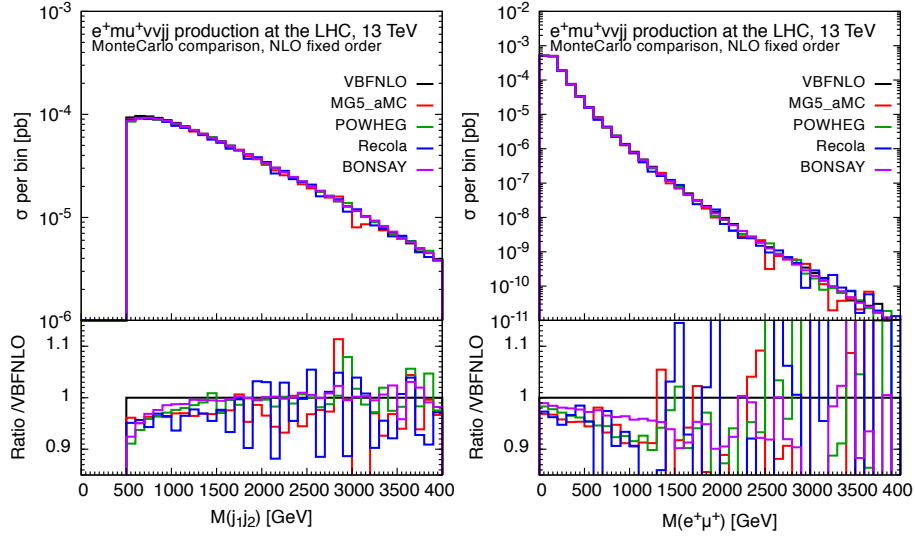 e⁺mu⁺vvjj production at the LHC, 13 TeV
MonteCarlo comparison, NLO fixed order
VBFNLO
MG5_aMC
POWHEG
Recola
BONSAY
σ per bin [pb]
10⁻³
10⁻⁴
10⁻⁵
10⁻⁶
Ratio /VBFNLO
1.1
1
0.9
0 500 1000 1500 2000 2500 3000 3500 400
M(j₁j₂) [GeV]
e⁺mu⁺vvjj production at the LHC, 13 TeV
MonteCarlo comparison, NLO fixed order
VBFNLO
MG5_aMC
POWHEG
Recola
BONSAY
σ per bin [pb]
10⁻²
10⁻³
10⁻⁴
10⁻⁵
10⁻⁶
10⁻⁷
10⁻⁸
10⁻⁹
10⁻¹⁰
10⁻¹¹
Ratio /VBFNLO
1.1
1
0.9
0 500 1000 1500 2000 2500 3000 3500 400
M(e⁺μ⁺) [GeV]